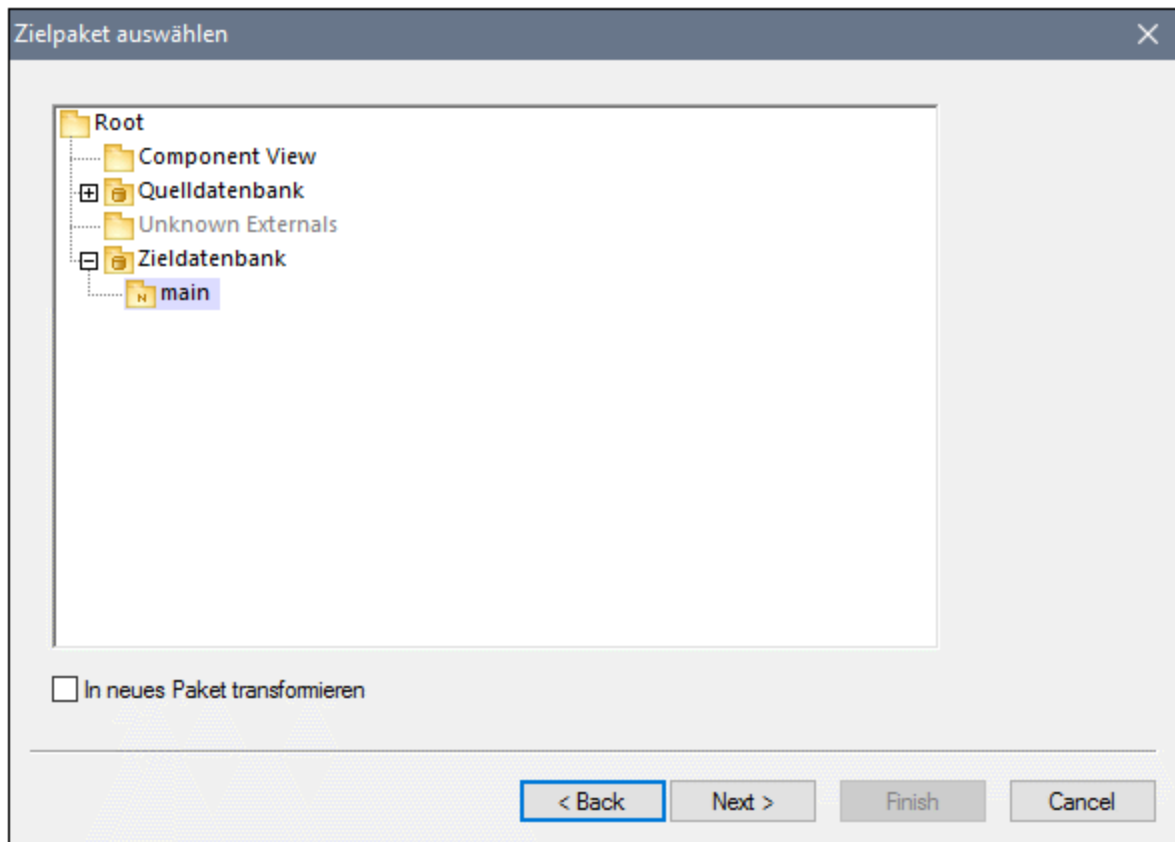 Zielpaket auswählen
Root
Component View
Quelldatenbank
Unknown Externals
Zieldatenbank
N main
In neues Paket transformieren
< Back Next > Finish Cancel